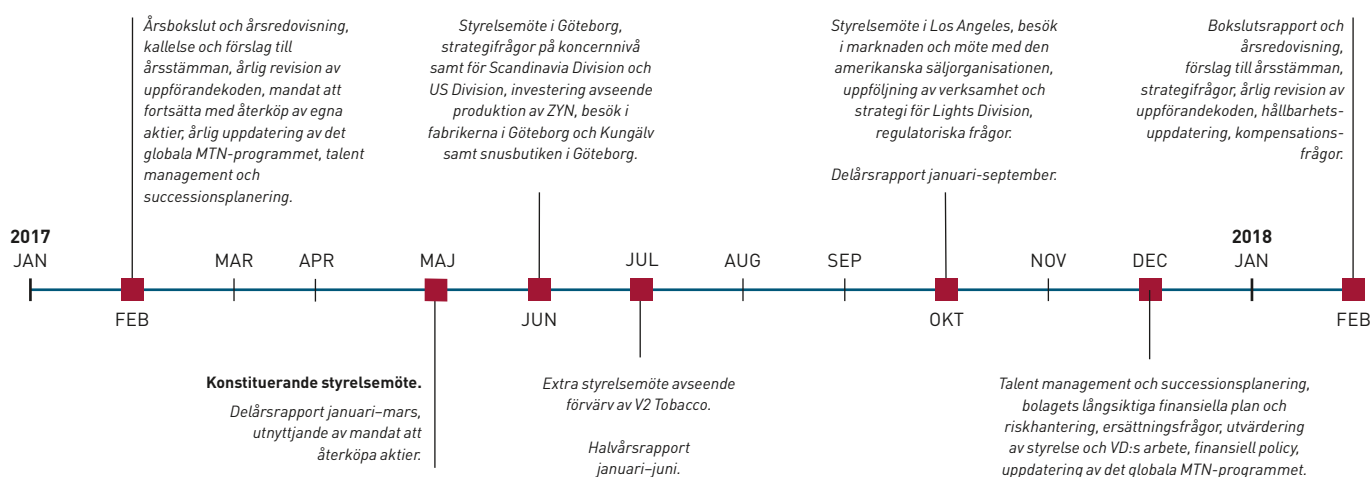 Årsbokslut och årsredovisning,
kallelse och förslag till
årsstämman, årlig revision av
uppförandekoden, mandat att
fortsätta med återköp av egna
aktier, årlig uppdatering av det
globala MTN-programmet, talent
management och
successionsplanering.
Styrelsemöte i Göteborg,
strategifrågor på koncernnivå
samt för Scandinavia Division och
US Division, investering avseende
produktion av ZYN, besök i
fabrikerna i Göteborg och Kungälv
samt snusbutiken i Göteborg.
Styrelsemöte i Los Angeles, besök
i marknaden och möte med den
amerikanska säljorganisationen,
uppföljning av verksamhet och
strategi för Lights Division,
regulatoriska frågor.
Delårsrapport januari-september.
Bokslutsrapport och
årsredovisning,
förslag till årsstämman,
strategifrågor, årlig revision av
uppförandekoden, hållbarhets-
uppdatering, kompensations-
frågor.
2017
JAN
FEB
MAR
APR
MAJ
JUN
JUL
AUG
SEP
OKT
NOV
DEC
2018
JAN
FEB
Konstituerande styrelsemöte.
Delårsrapport januari–mars,
utnyttjande av mandat att
återköpa aktier.
Extra styrelsemöte avseende
förvärv av V2 Tobacco.
Halvårsrapport
januari–juni.
Talent management och successionsplanering,
bolagets långsiktiga finansiella plan och
riskhantering, ersättningsfrågor, utvärdering
av styrelse och VD:s arbete, finansiell policy,
uppdatering av det globala MTN-programmet.